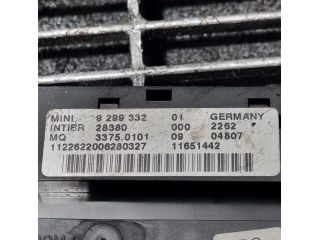 MINI 9 299 332 01 GERMANY
INTIER 28380 000 2262
MQ 3375.0101 09 04807
1122622006280327 11651442